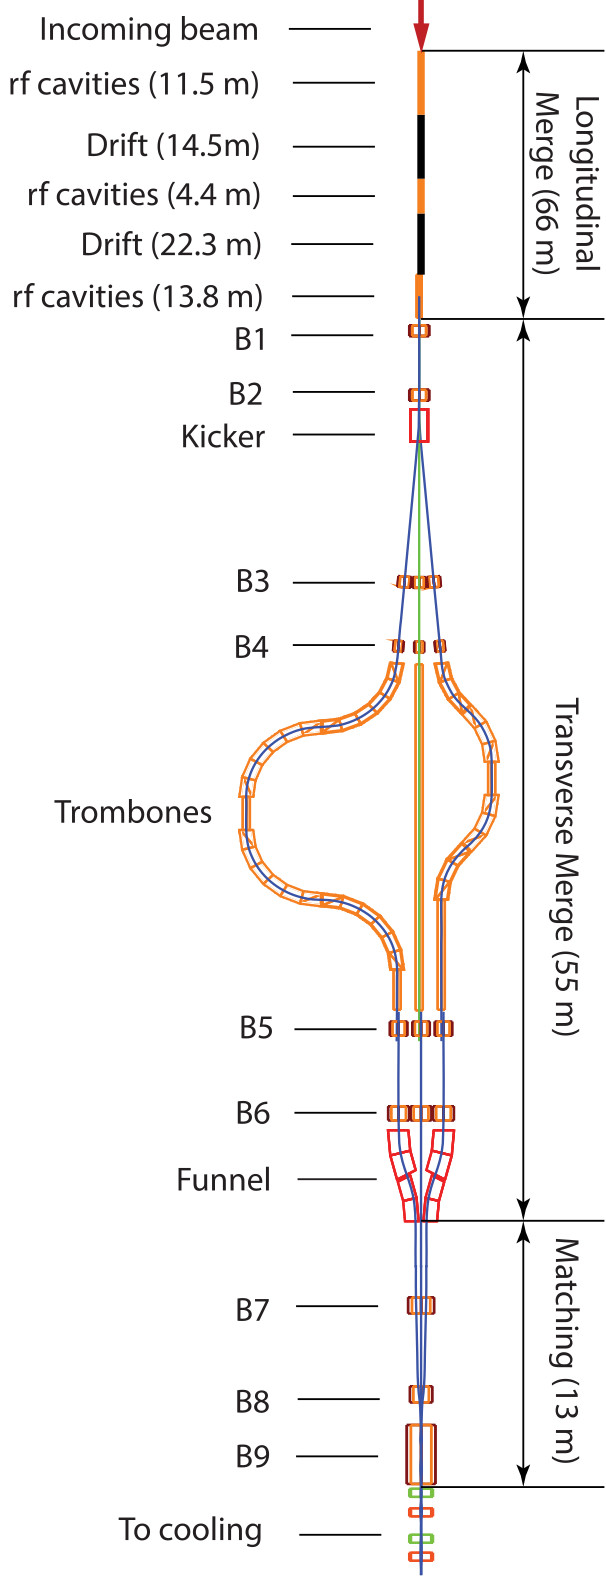 Incoming beam
rf cavities (11.5 m)
Drift (14.5m)
rf cavities (4.4 m)
Drift (22.3 m)
rf cavities (13.8 m)
Longitudinal
Merge (66 m)
B1
B2
Kicker
B3
B4
Trombones
B5
B6
Funnel
Transverse Merge (55 m)
B7
B8
B9
Matching (13 m)
To cooling